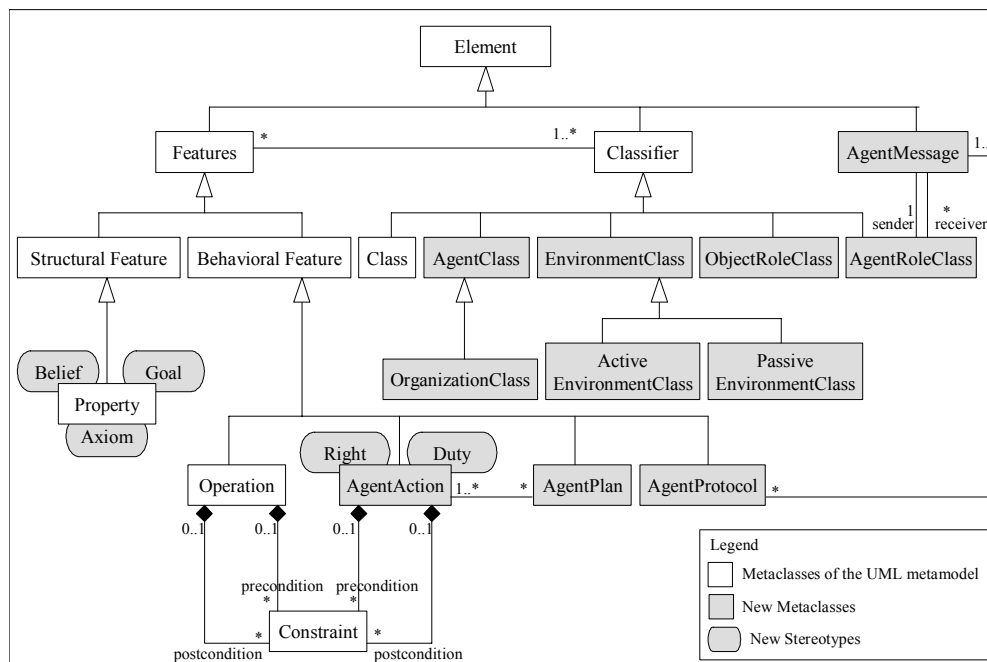 Element
*
1..*
Features
Classifier
AgentMessage
1..
1
*
sender
receiver
Structural Feature
Behavioral Feature
Class
AgentClass
EnvironmentClass
ObjectRoleClass
AgentRoleClass
Belief
Goal
Property
Axiom
OrganizationClass
Active
EnvironmentClass
Passive
EnvironmentClass
Right
Duty
Operation
AgentAction
1..*
*
AgentPlan
AgentProtocol
*
0..1
0..1
0..1
0..1
precondition
precondition
*
*
*
Constraint
*
postcondition
postcondition
Legend
Metaclasses of the UML metamodel
New Metaclasses
New Stereotypes